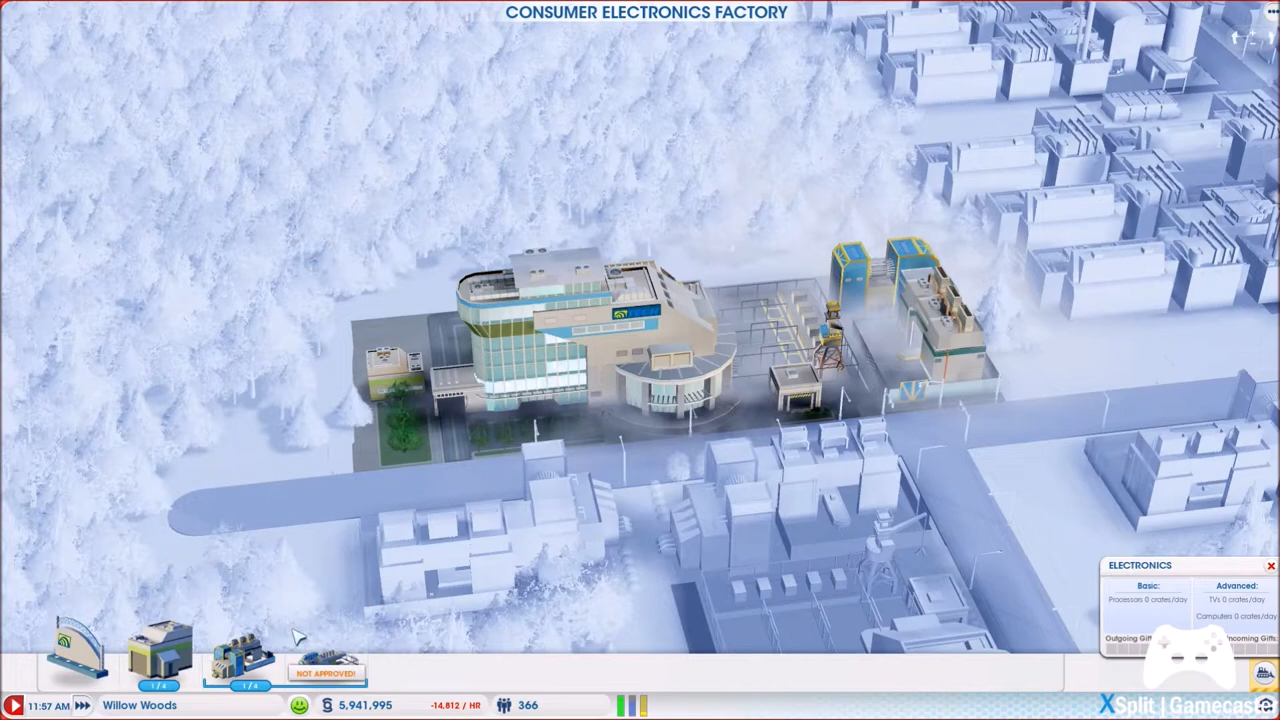 CONSUMER ELECTRONICS FACTORY
TECH
ELECTRONICS
Basic:
Advanced:
Processors 0 crates/day
TVs 0 crates/day
Computers 0 crates/day
Outgoing
Incoming Gifts
NOT APPROVED!
1 / 4
1 / 4
11:57 AM
Willow Woods
5,941,995
-14,812 / HR
366
XSplit | Gamecaster